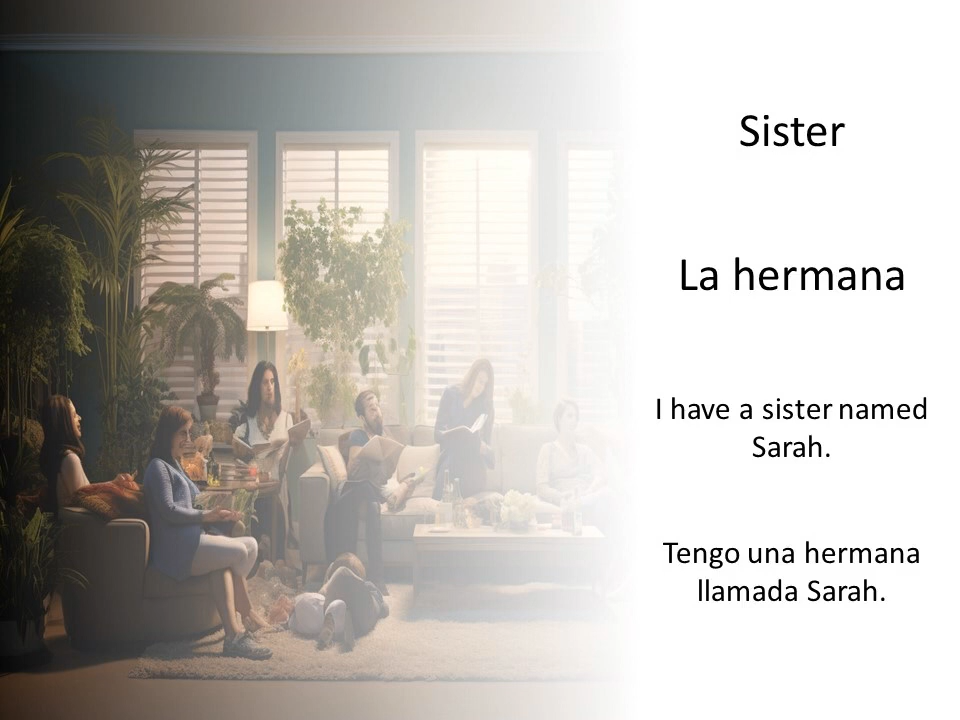 Sister
La hermana
I have a sister named
Sarah.
Tengo una hermana
llamada Sarah.